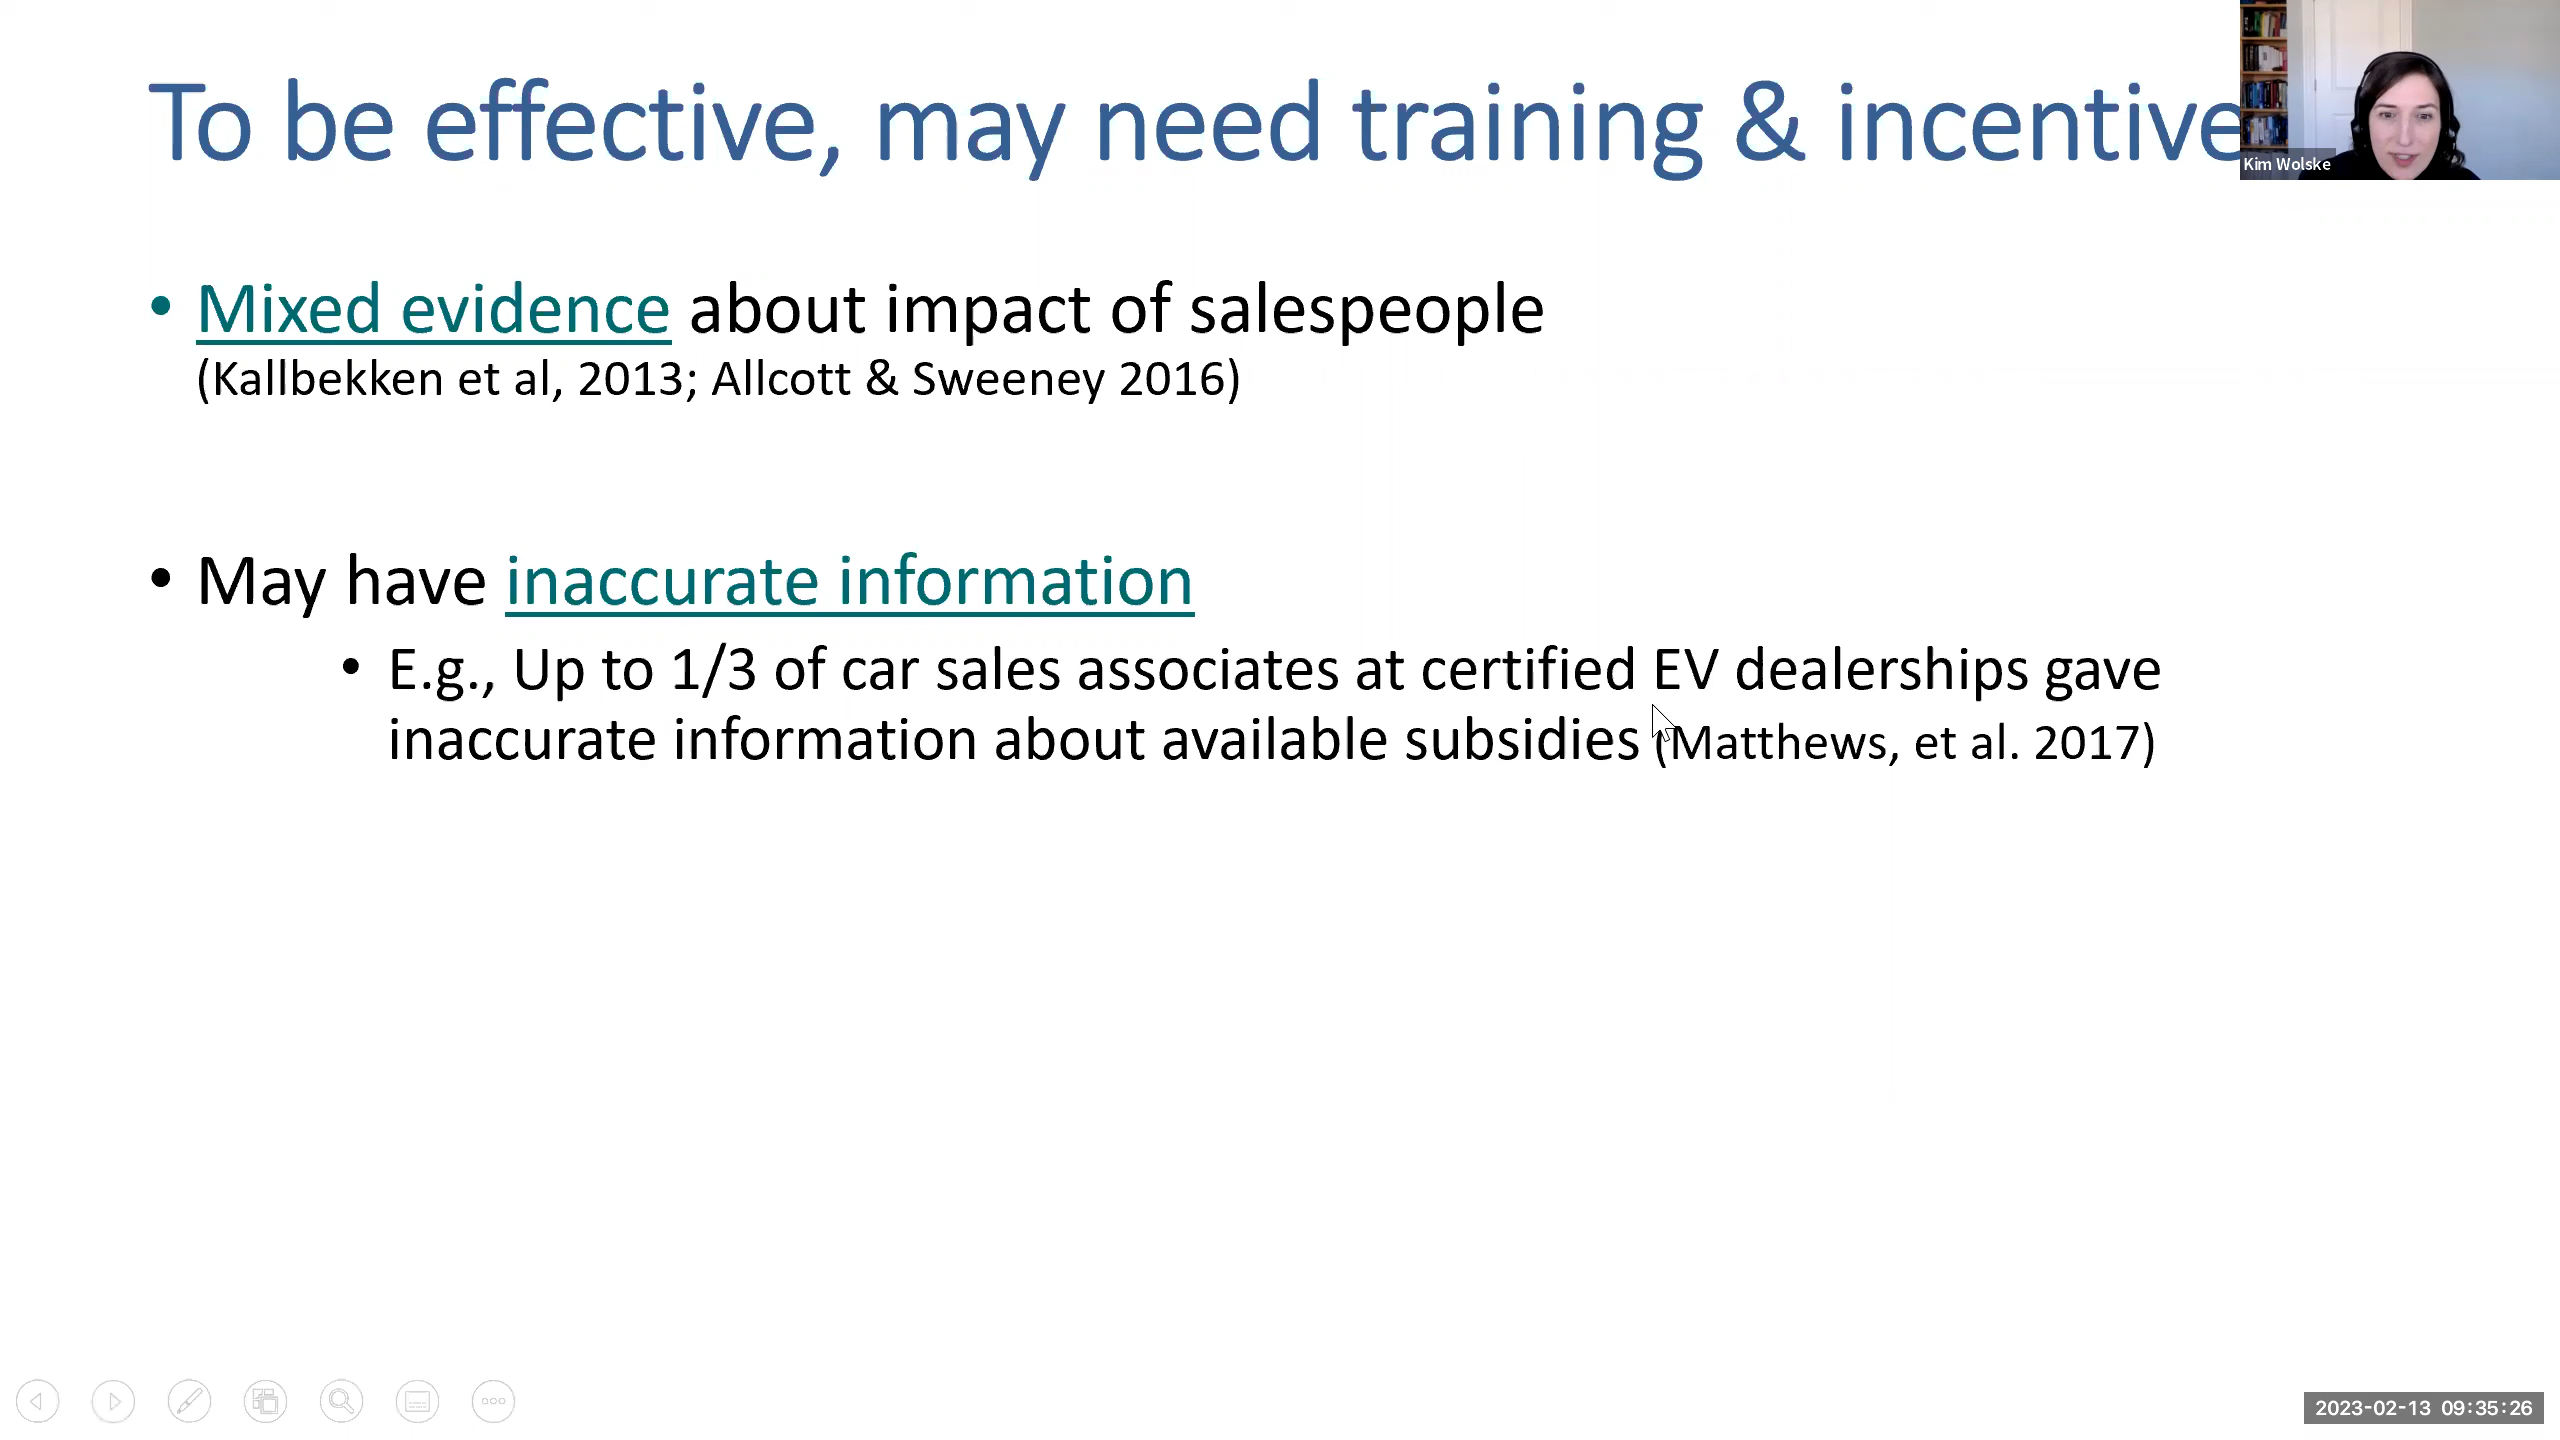 To be effective, may need training & incentive
Kim Wolske
• Mixed evidence about impact of salespeople
(Kallbekken et al, 2013; Allcott & Sweeney 2016)
• May have inaccurate information
• E.g., Up to 1/3 of car sales associates at certified EV dealerships gave
inaccurate information about available subsidies (Matthews, et al. 2017)
2023-02-13 09:35:26